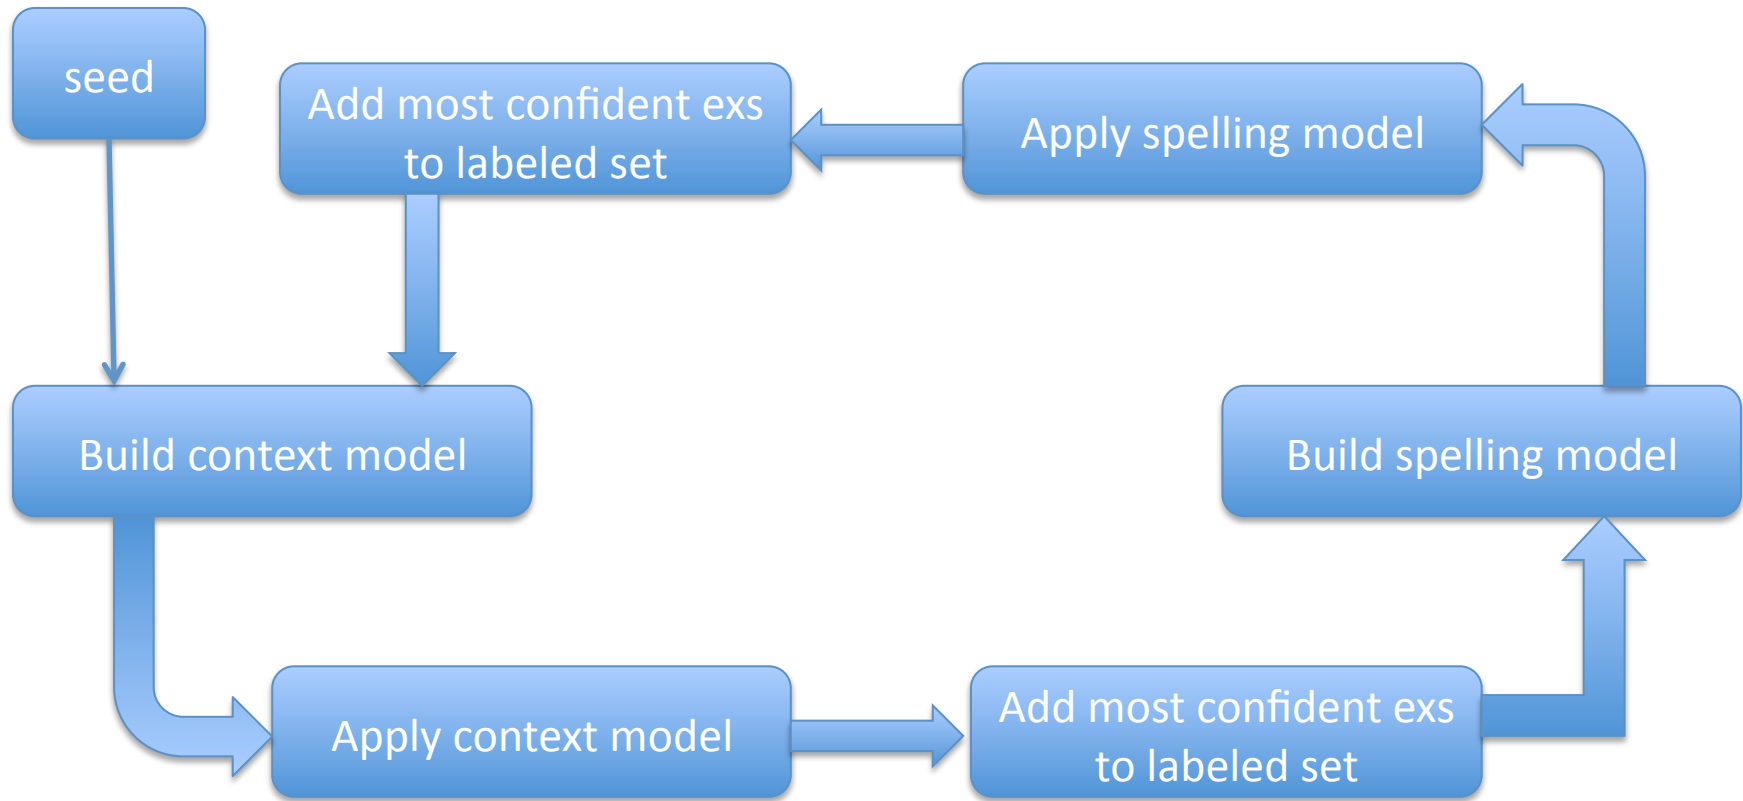 seed
Add most confident exs
to labeled set
Apply spelling model
Build context model
Build spelling model
Apply context model
Add most confident exs
to labeled set